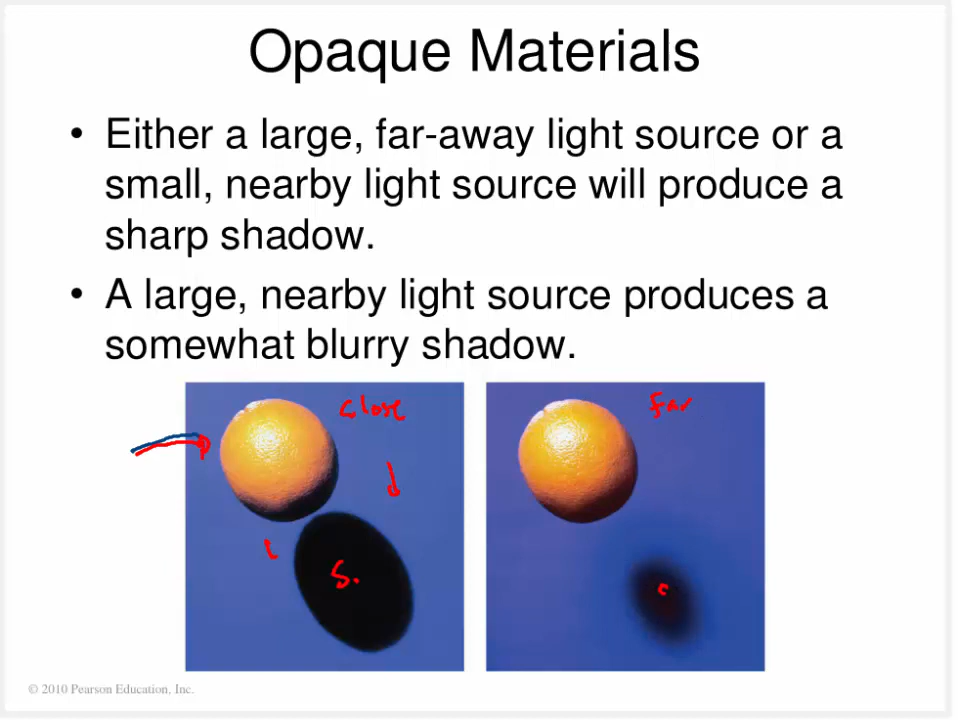 Opaque Materials
• Either a large, far-away light source or a
small, nearby light source will produce a
sharp shadow.
• A large, nearby light source produces a
somewhat blurry shadow.
Close
Far
S.
© 2010 Pearson Education, Inc.